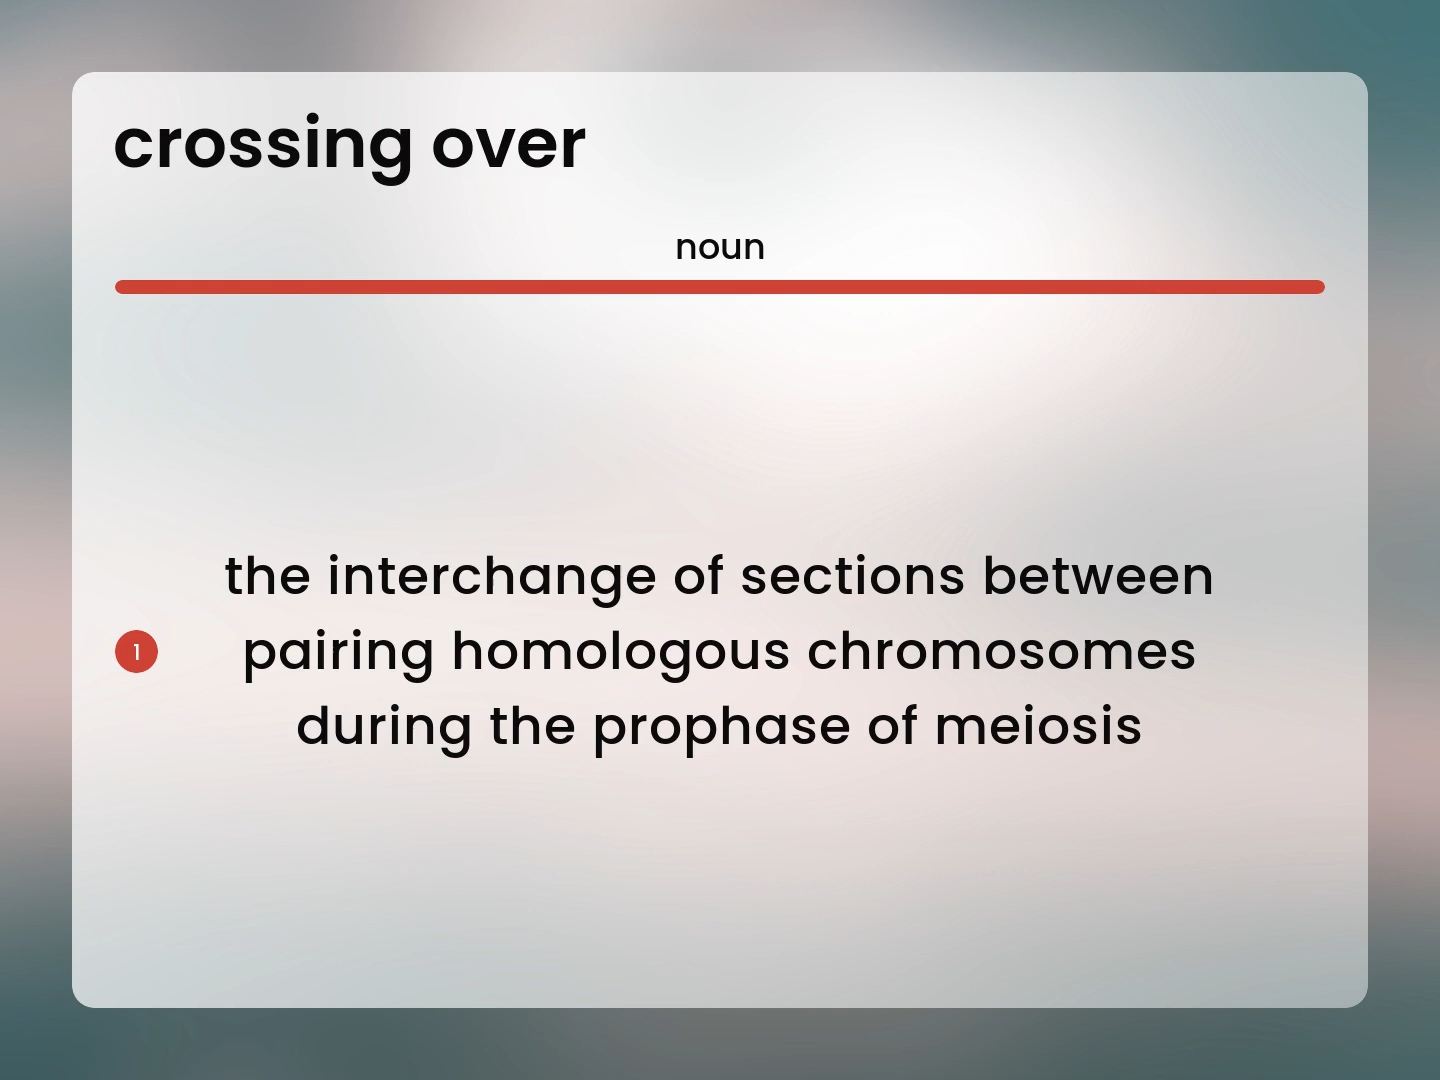 crossing over
noun
the interchange of sections between
1 pairing homologous chromosomes
during the prophase of meiosis